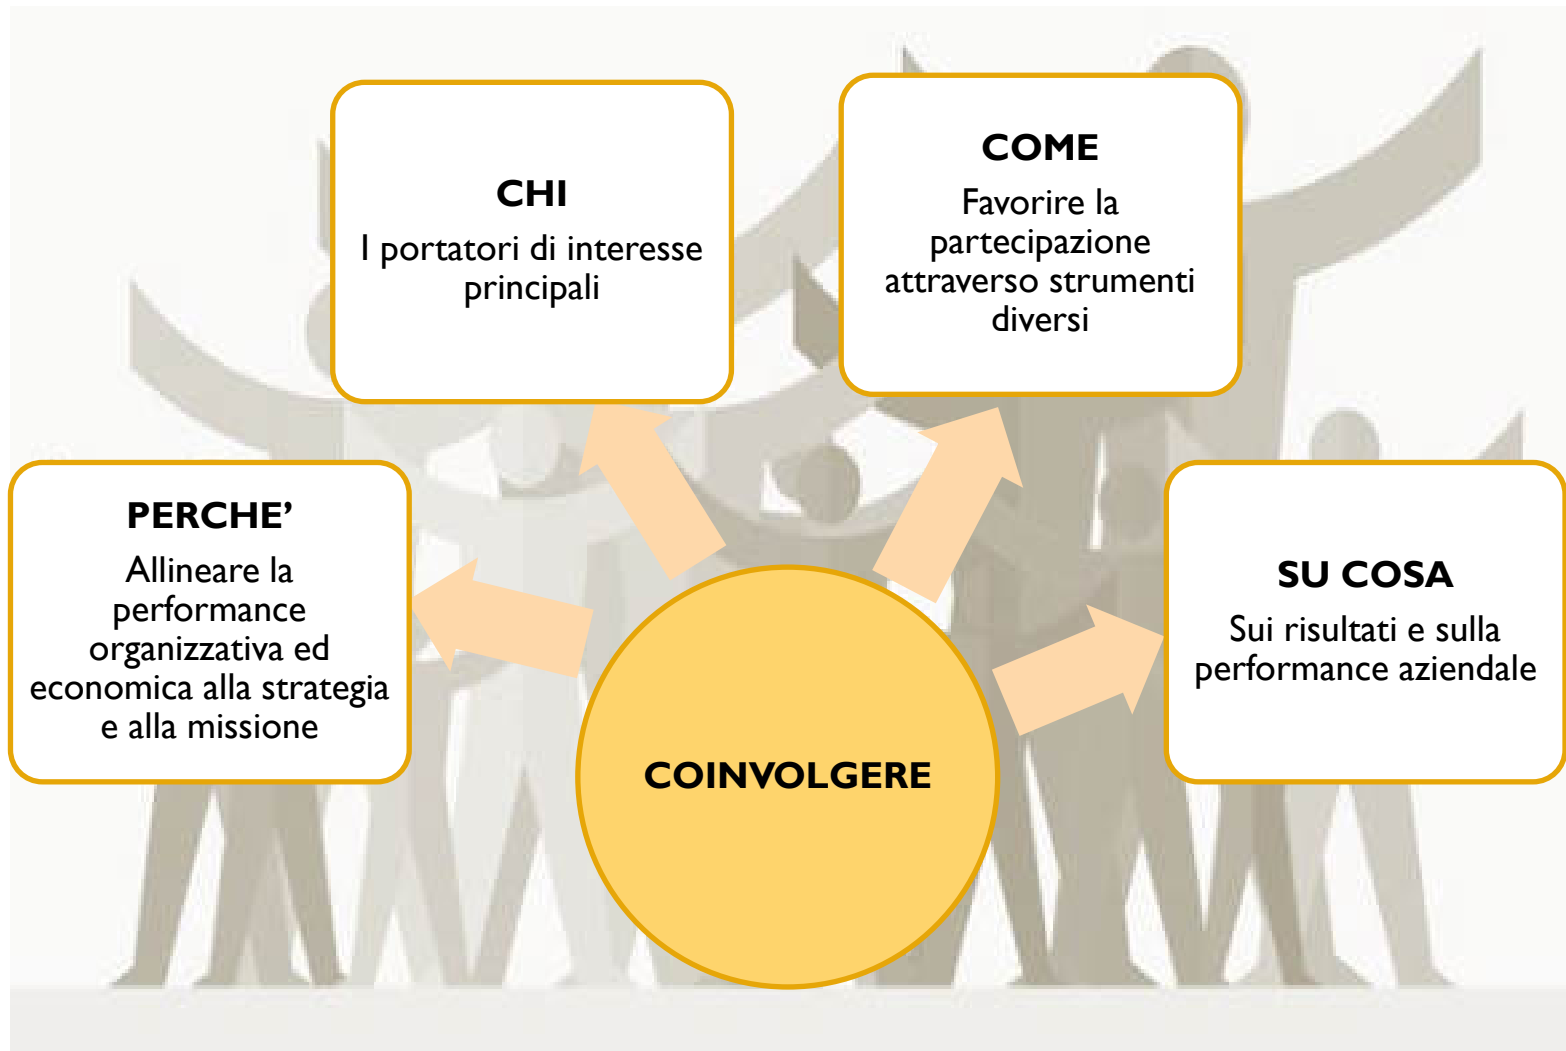 PERCHE’
Allineare la
performance
organizzativa ed
economica alla strategia
e alla missione
CHI
I portatori di interesse
principali
COME
Favorire la
partecipazione
attraverso strumenti
diversi
SU COSA
Sui risultati e sulla
performance aziendale
COINVOLGERE